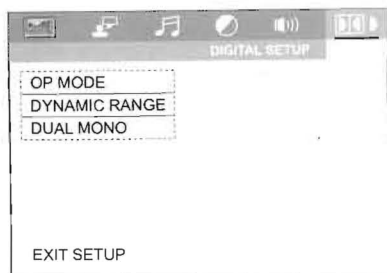 DIGITAL SETUP
OP MODE
DYNAMIC RANGE
DUAL MONO
EXIT SETUP